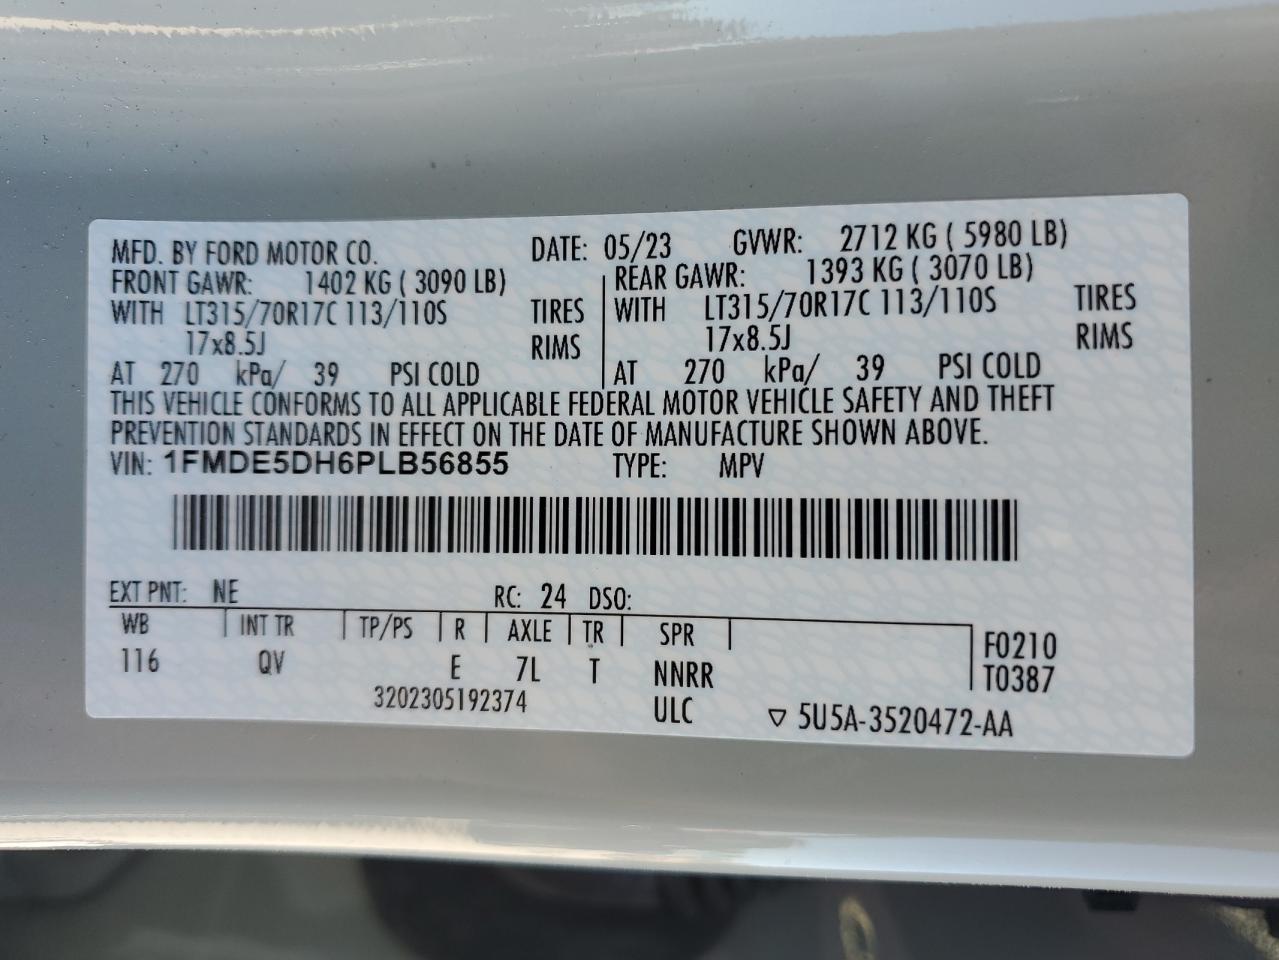 MFD. BY FORD MOTOR CO. DATE: 05/23 GVWR: 2712 KG ( 5980 LB)
FRONT GAWR: 1402 KG ( 3090 LB) REAR GAWR: 1393 KG ( 3070 LB)
WITH LT315/70R17C 113/110S TIRES WITH LT315/70R17C 113/110S TIRES
17x8.5J RIMS 17x8.5J RIMS
AT 270 kPa/ 39 PSI COLD AT 270 kPa/ 39 PSI COLD
THIS VEHICLE CONFORMS TO ALL APPLICABLE FEDERAL MOTOR VEHICLE SAFETY AND THEFT
PREVENTION STANDARDS IN EFFECT ON THE DATE OF MANUFACTURE SHOWN ABOVE.
VIN: 1FMDE5DH6PLB56855 TYPE: MPV
EXT PNT: NE RC: 24 DSO:
WB INT TR TP/PS R AXLE TR SPR F0210
116 QV E 7L T NNRR T0387
3202305192374 ULC ▽ 5U5A-3520472-AA